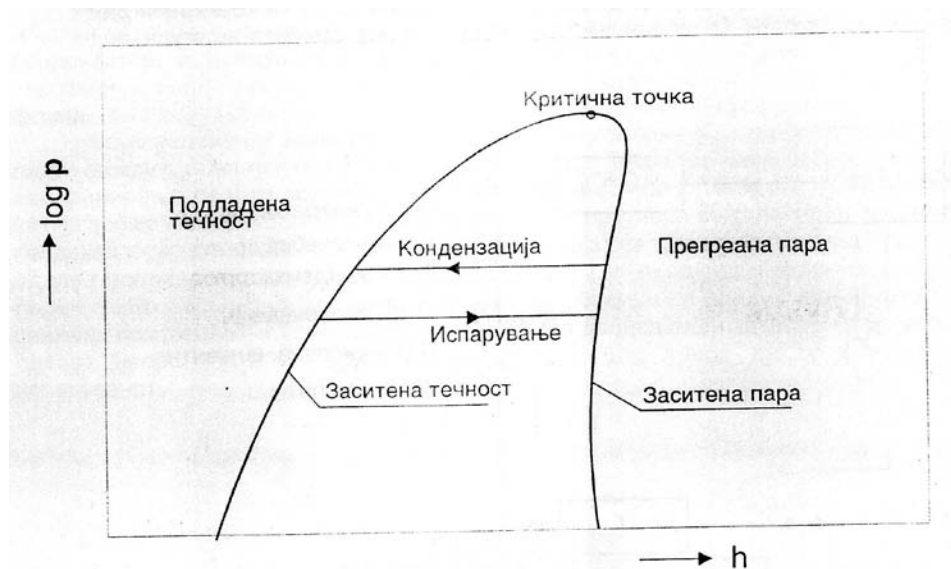 Критична точка
log p
Подладена
течност
Кондензација
Прегреана пара
Испарување
Заситена течност
Заситена пара
h